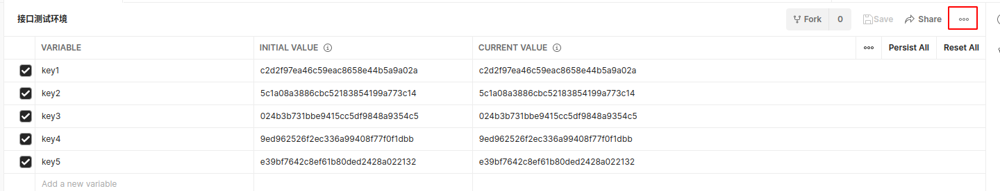 接口测试环境 Fork 0 Save Share
VARIABLE INITIAL VALUE CURRENT VALUE Persist All Reset All
key1 c2d2f97ea46c59eac8658e44b5a9a02a c2d2f97ea46c59eac8658e44b5a9a02a
key2 5c1a08a3886cbc52183854199a773c14 5c1a08a3886cbc52183854199a773c14
key3 024b3b731bbe9415cc5df9848a9354c5 024b3b731bbe9415cc5df9848a9354c5
key4 9ed962526f2ec336a99408f77f0f1dbb 9ed962526f2ec336a99408f77f0f1dbb
key5 e39bf7642c8ef61b80ded2428a022132 e39bf7642c8ef61b80ded2428a022132
Add a new variable